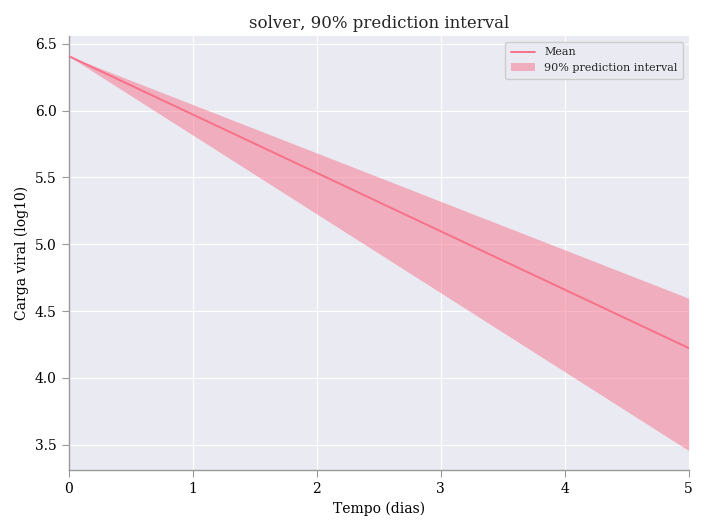 solver, 90% prediction interval
Mean
90% prediction interval
Carga viral (log10)
6.5
6.0
5.5
5.0
4.5
4.0
3.5
0 1 2 3 4 5
Tempo (dias)